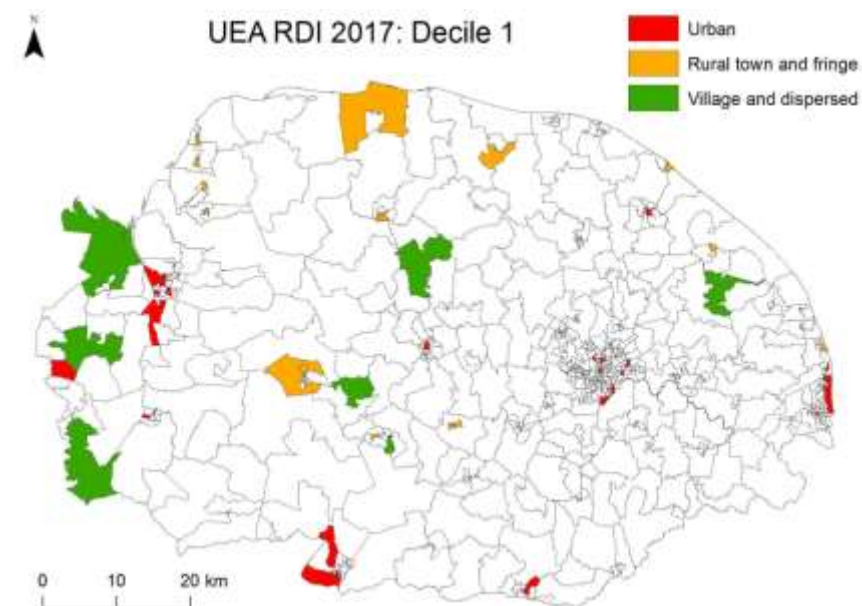 N
UEA RDI 2017: Decile 1
Urban
Rural town and fringe
Village and dispersed
0 10 20 km